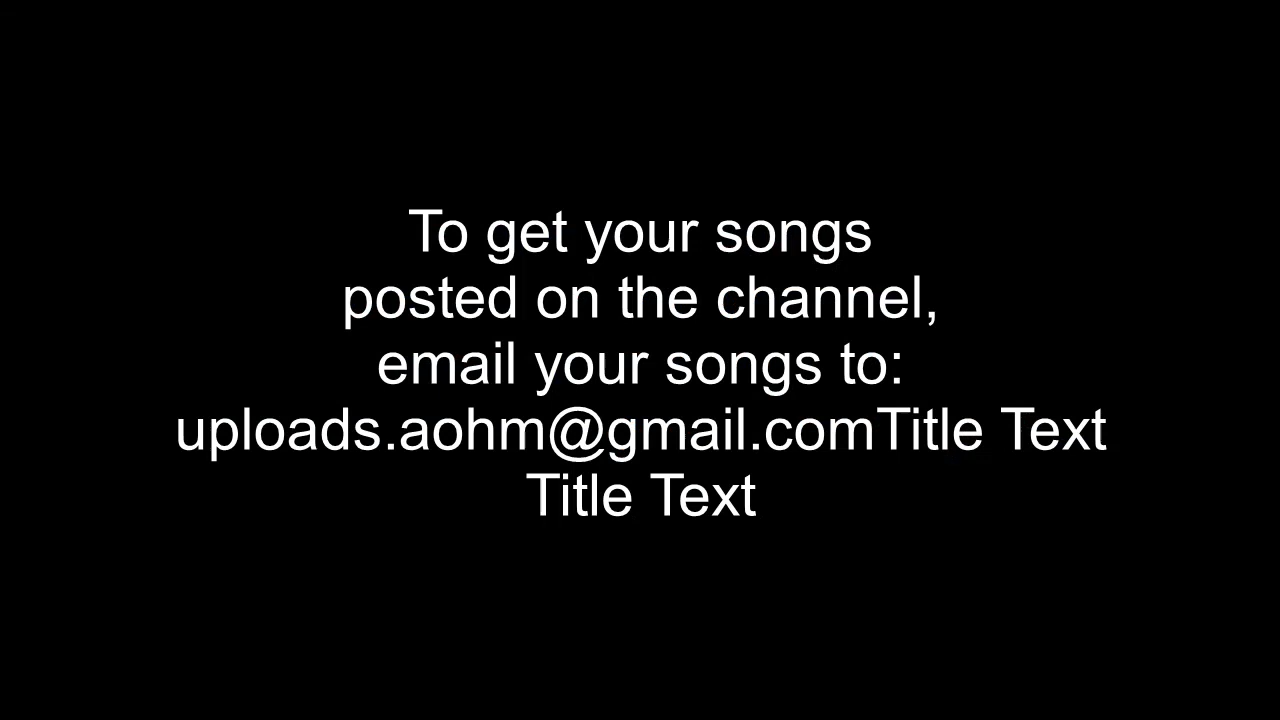 To get your songs
posted on the channel,
email your songs to:
uploads.aohm@gmail.comTitle Text
Title Text